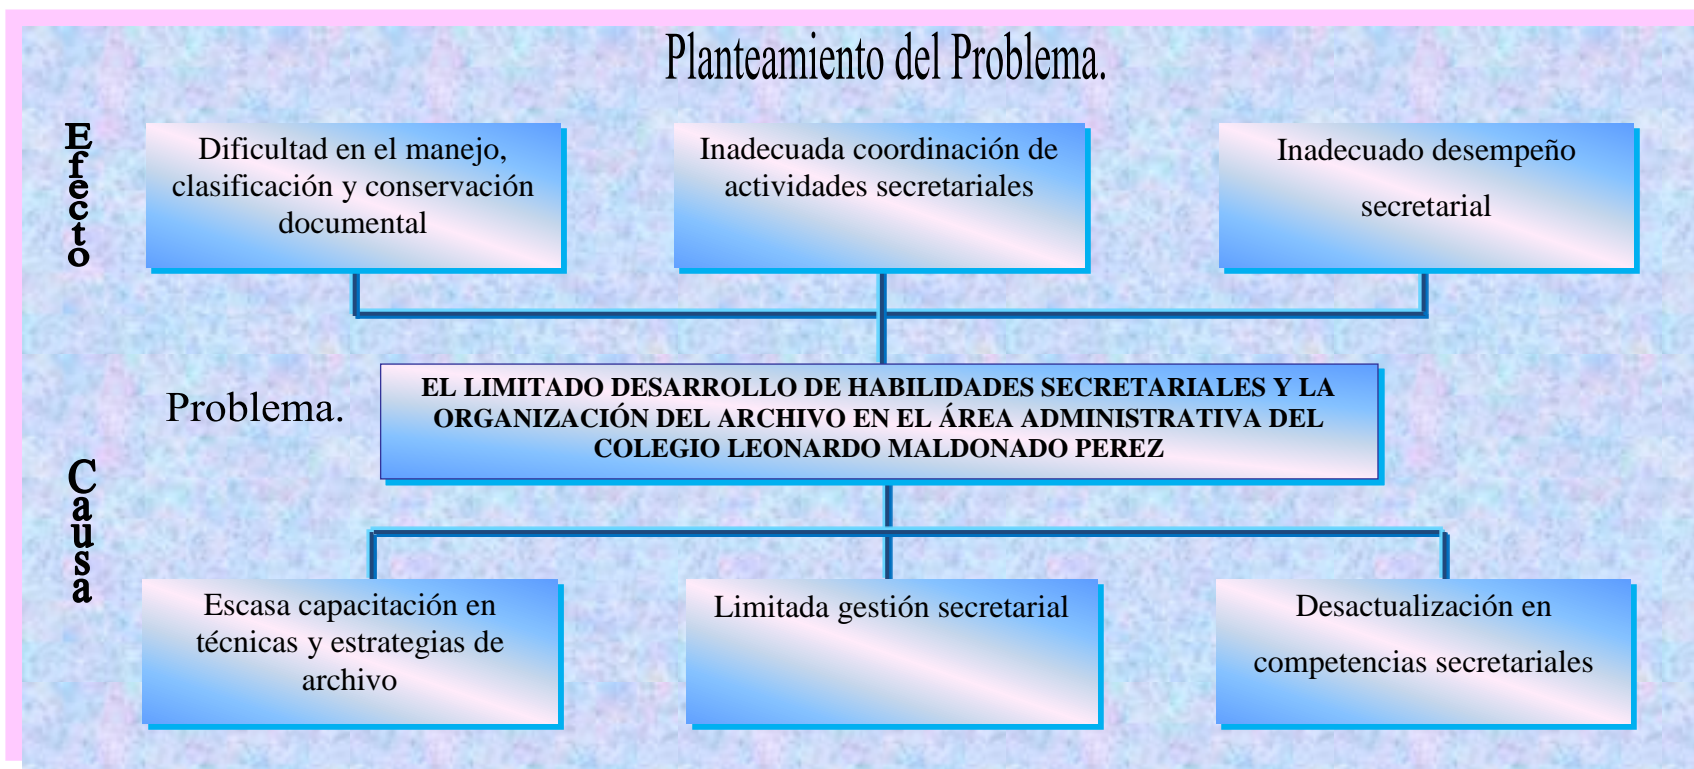 Planteamiento del Problema.
Efecto
Dificultad en el manejo,
clasificación y conservación
documental
Inadecuada coordinación de
actividades secretariales
Inadecuado desempeño
secretarial
Problema.
EL LIMITADO DESARROLLO DE HABILIDADES SECRETARIALES Y LA
ORGANIZACIÓN DEL ARCHIVO EN EL ÁREA ADMINISTRATIVA DEL
COLEGIO LEONARDO MALDONADO PEREZ
Causa
Escasa capacitación en
técnicas y estrategias de
archivo
Limitada gestión secretarial
Desactualización en
competencias secretariales